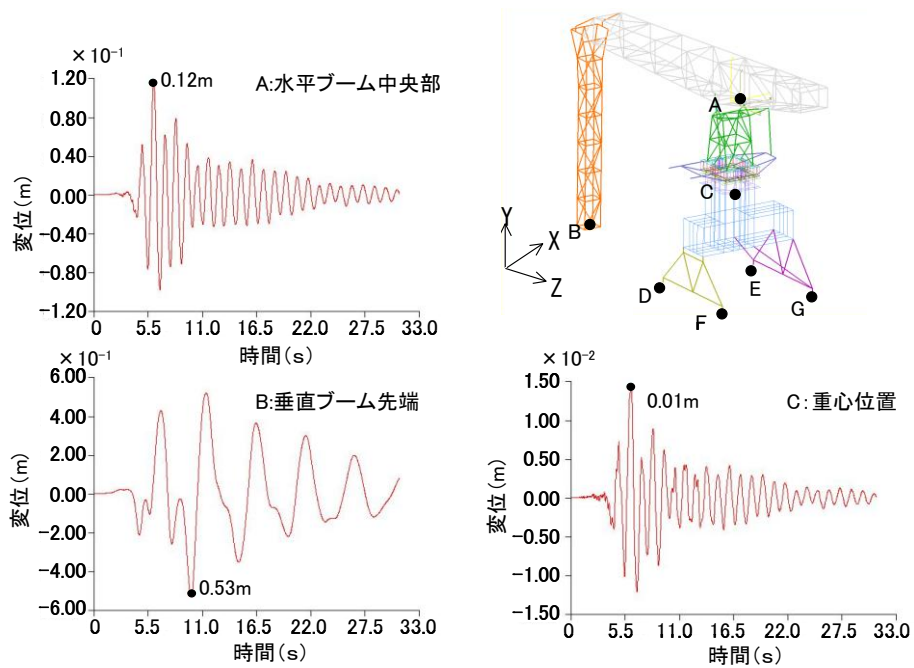 ×10⁻¹
1.20
0.80
0.40
0.00
−0.40
−0.80
−1.20
変位(m)
0.12m
A:水平ブーム中央部
0 5.5 11.0 16.5 22.0 27.5 33.0
時間(s)
A
C
B
Y
X
Z
D
E
F
G
×10⁻¹
6.00
4.00
2.00
0.00
−2.00
−4.00
−6.00
変位(m)
B:垂直ブーム先端
0.53m
0 5.5 11.0 16.5 22.0 27.5 33.0
時間(s)
×10⁻²
1.50
1.00
0.50
0.00
−0.50
−1.00
−1.50
変位(m)
0.01m
C:重心位置
0 5.5 11.0 16.5 22.0 27.5 33.0
時間(s)